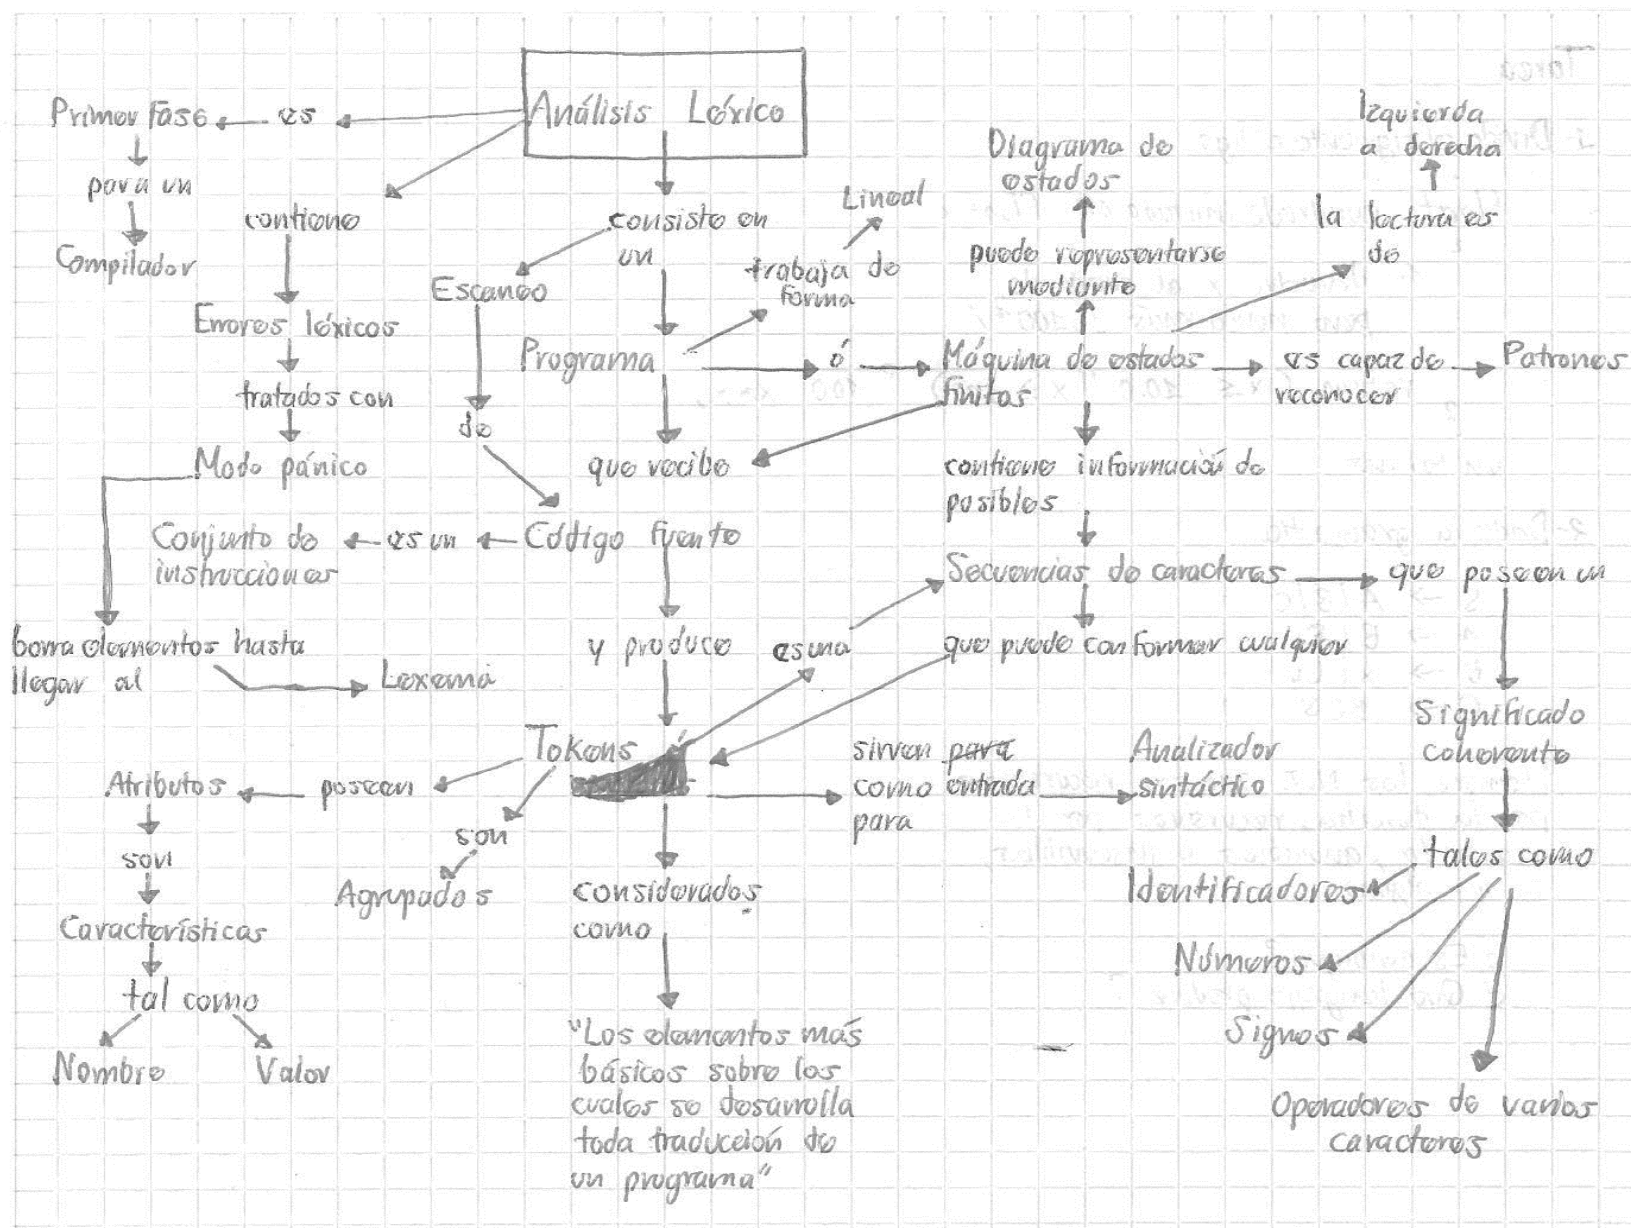 Análisis Léxico
Primer Fase
es
para un
Compilador
contiene
Errores léxicos
tratados con
Modo pánico
borra elementos hasta
llegar al
Lexema
consiste en
un
Escaneo
de
Programa
trabaja de
forma
Lineal
ó
Máquina de estados
finitos
puede representarse
mediante
Diagrama de
estados
la lectura es
de
Izquierda
a derecha
es capaz de
reconocer
Patrones
que recibe
Código fuente
es un
Conjunto de
instrucciones
contiene información de
posibles
Secuencias de caracteres
que poseen un
que puede conformar cualquier
y produce
es una
Tokens
poseen
Atributos
son
Características
tal como
Nombre
Valor
son
Agrupados
sirven para
como entrada
para
Analizador
sintáctico
considerados
como
"Los elementos más
básicos sobre los
cuales se desarrolla
toda traducción de
un programa"
Significado
coherente
tales como
Identificadores
Números
Signos
Operadores de varios
caracteres
Tarea